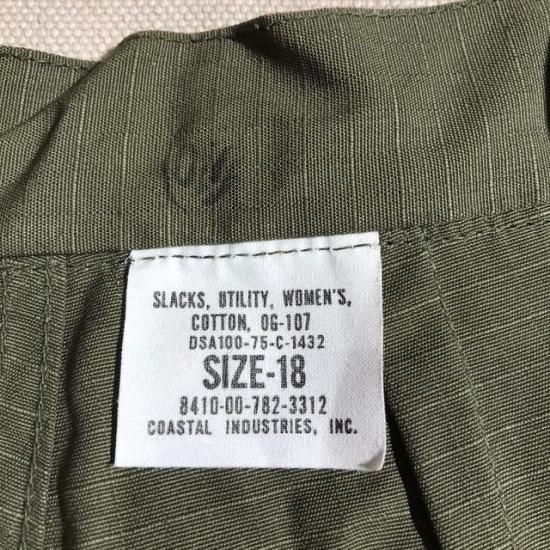 SLACKS, UTILITY, WOMEN'S,
COTTON, OG-107
DSA100-75-C-1432
SIZE-18
8410-00-782-3312
COASTAL INDUSTRIES, INC.